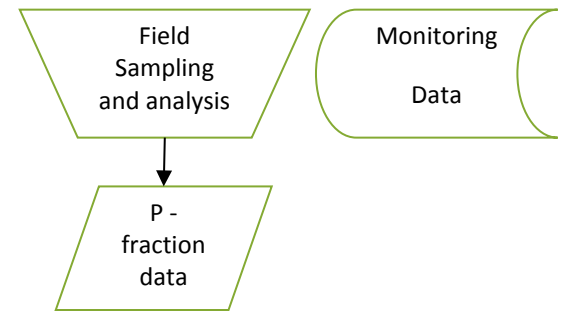 Field
Sampling
and analysis
Monitoring
Data
P -
fraction
data